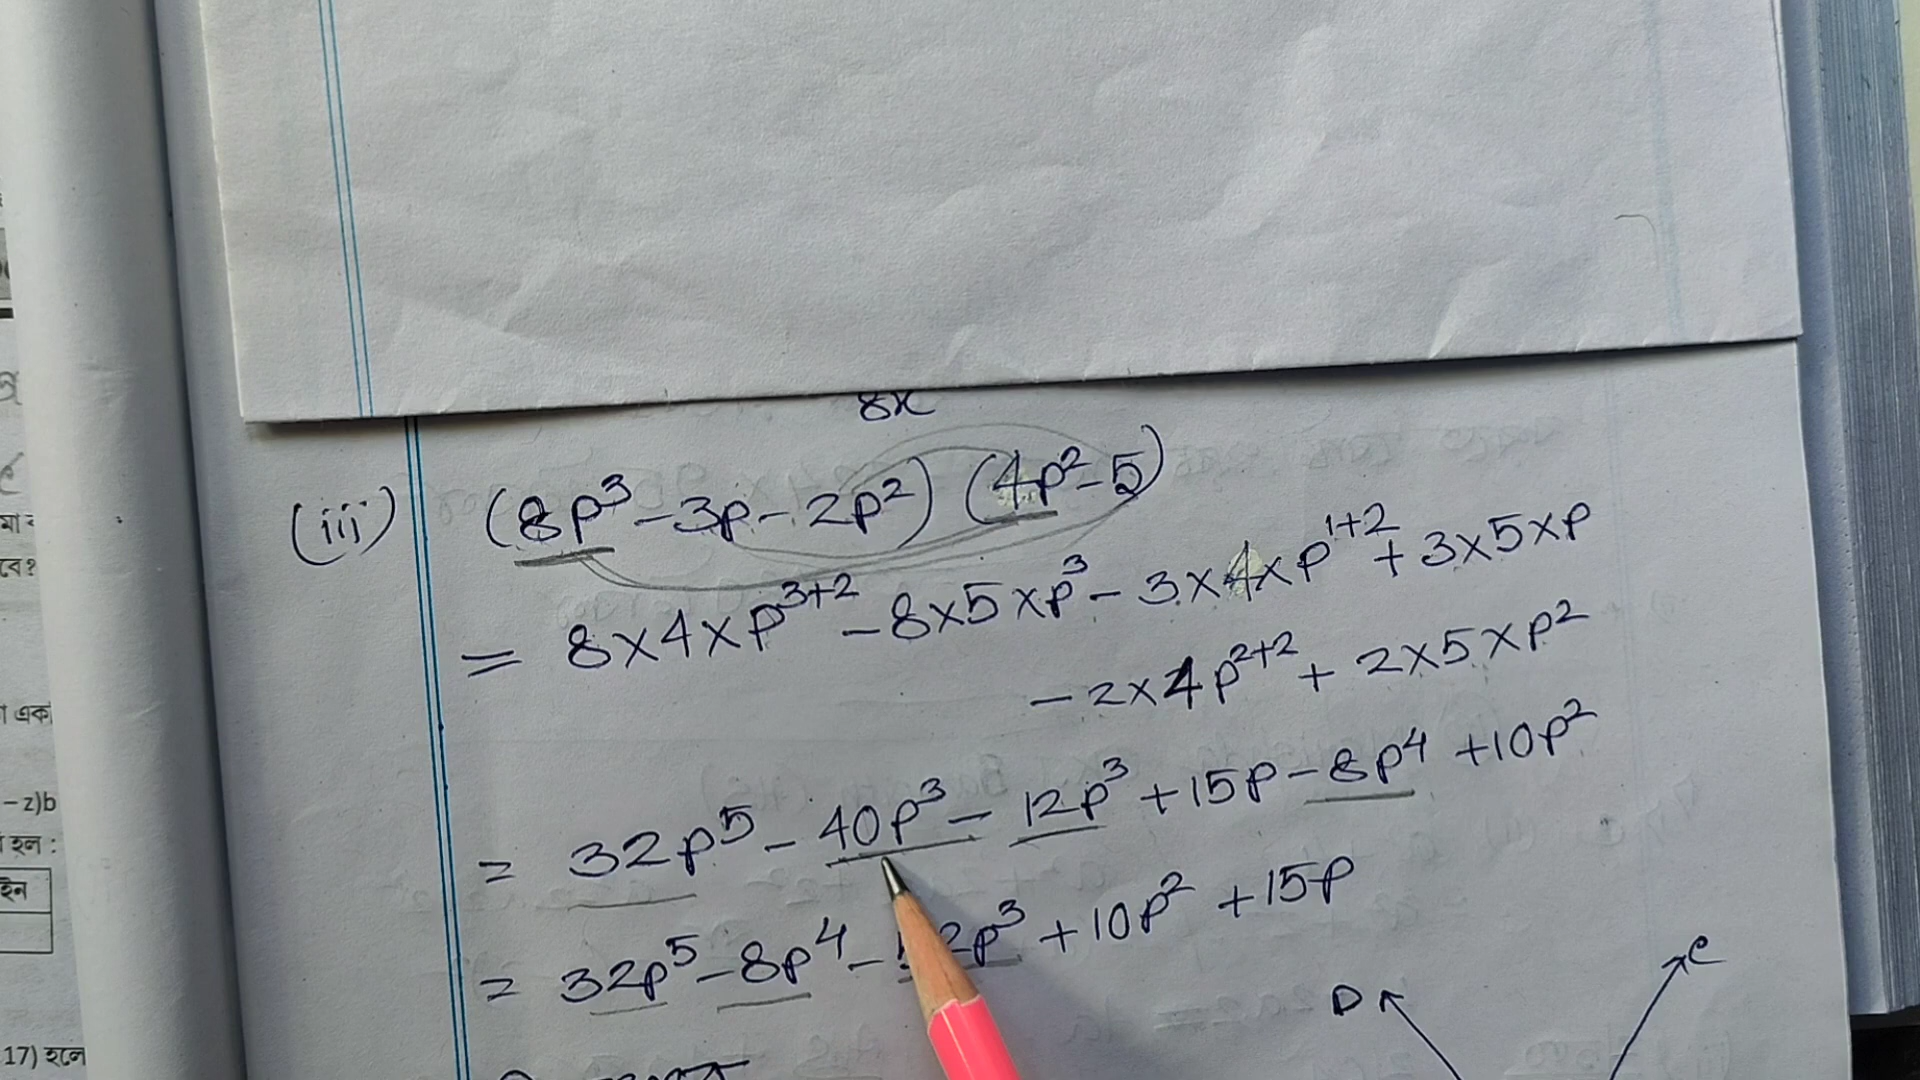 8x
(iii) (8p³ - 3p - 2p²) (4p² - 5)
= 8×4×p³⁺² - 8×5×p³ - 3×4×p¹⁺² + 3×5×p
- 2×4p²⁺² + 2×5×p²
= 32p⁵ - 40p³ - 12p³ + 15p - 8p⁴ + 10p²
= 32p⁵ - 8p⁴ - 52p³ + 10p² + 15p
D
C
- z)b
17) হলে